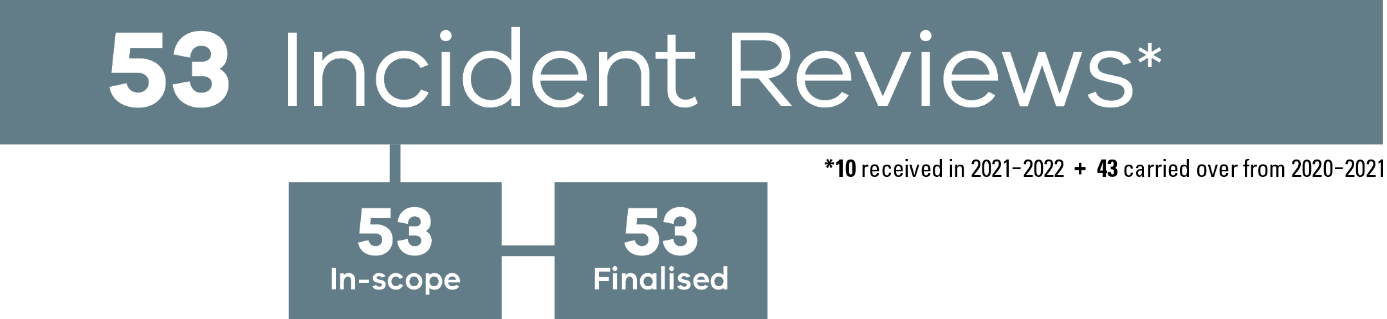 53 Incident Reviews*
*10 received in 2021–2022 + 43 carried over from 2020–2021
53 53
In-scope Finalised